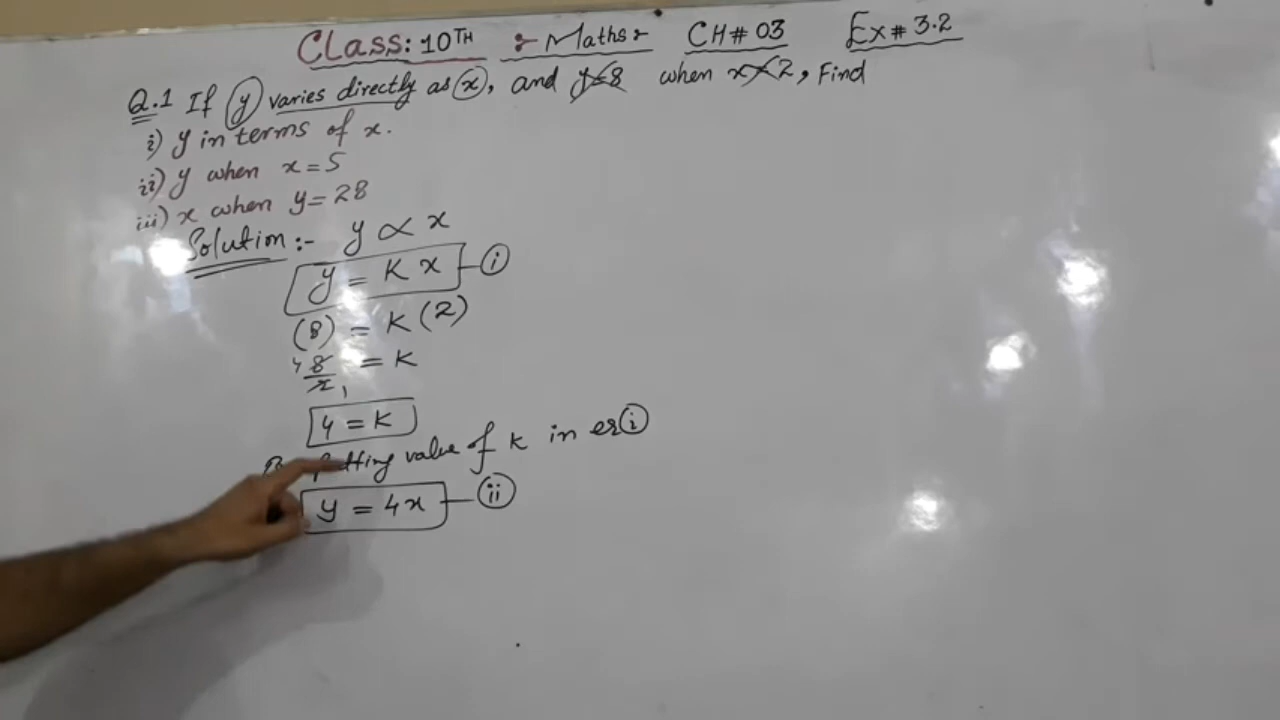 Class: 10TH :- Maths:- CH# 03 Ex# 3.2
Q.1 If y varies directly as x, and y=8 when x=2, Find
i) y in terms of x.
ii) y when x=5
iii) x when y=28
Solution:- y ∝ x
y = K x — i
(8) = K (2)
4 8/2 1 = K
4 = K
putting value of K in eq i
y = 4x — ii